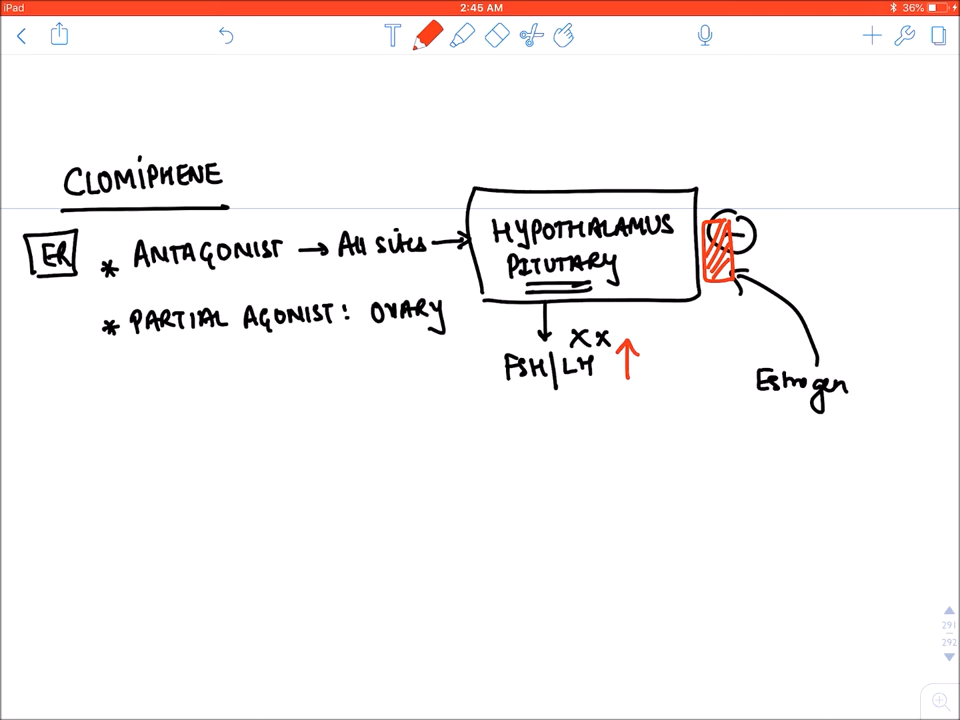 iPad 2:45 AM 36%
T
CLOMIPHENE
ER * ANTAGONIST → All sites →
HYPOTHALAMUS
PITUTARY
* PARTIAL AGONIST: OVARY
xx
FSH/LH ↑
Estrogen
291
292